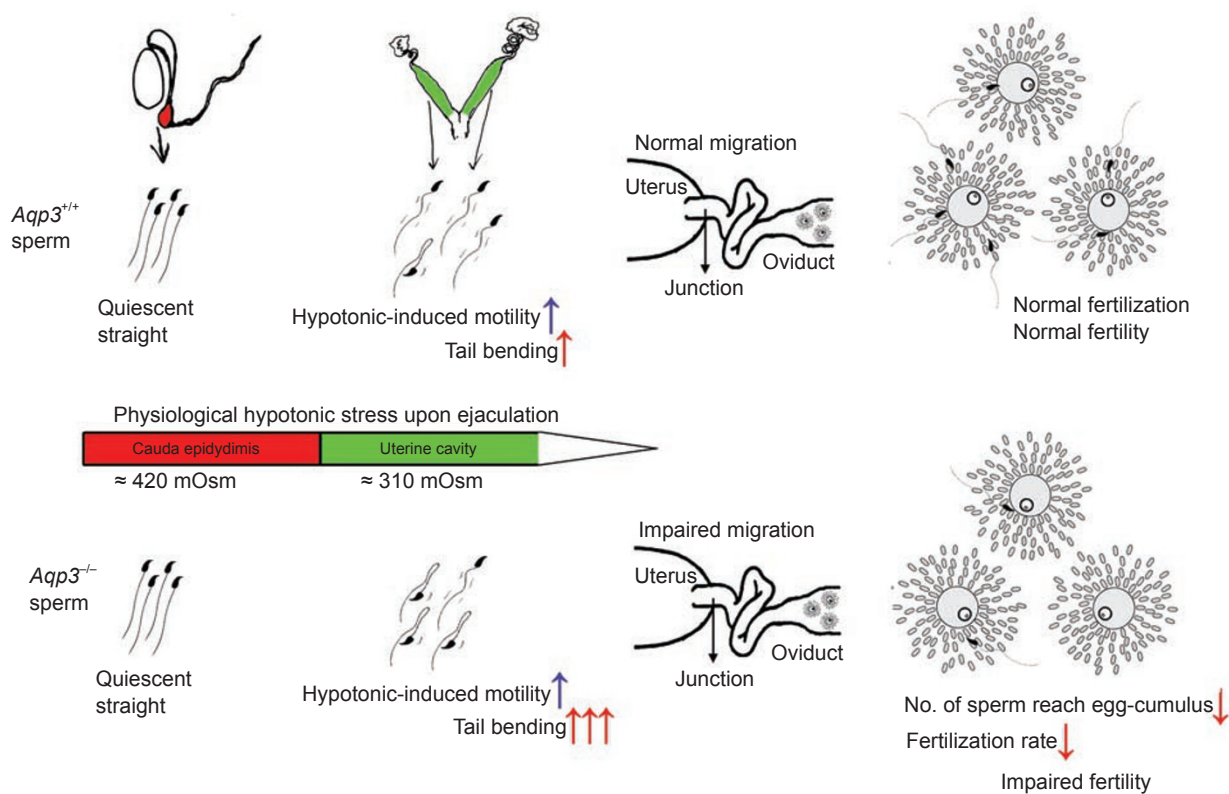 Aqp3+/+
sperm
Quiescent
straight
Hypotonic-induced motility
Tail bending
Normal migration
Uterus
Oviduct
Junction
Normal fertilization
Normal fertility
Physiological hypotonic stress upon ejaculation
Cauda epidydimis
Uterine cavity
≈ 420 mOsm
≈ 310 mOsm
Aqp3−/−
sperm
Quiescent
straight
Hypotonic-induced motility
Tail bending
Impaired migration
Uterus
Oviduct
Junction
No. of sperm reach egg-cumulus
Fertilization rate
Impaired fertility